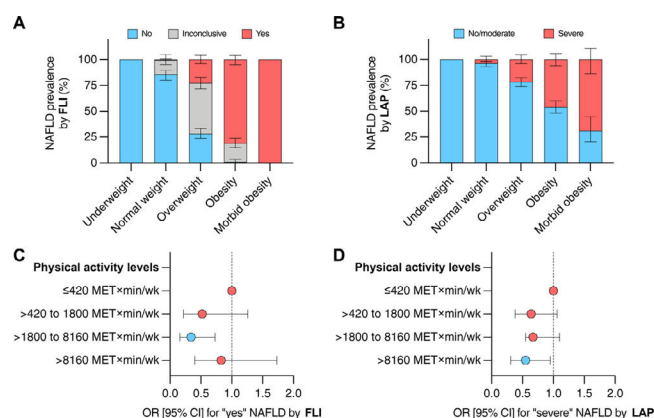 A
No
Inconclusive
Yes
NAFLD prevalence
by FLI (%)
100
75
50
25
0
Underweight
Normal weight
Overweight
Obesity
Morbid obesity
B
No/moderate
Severe
NAFLD prevalence
by LAP (%)
100
75
50
25
0
Underweight
Normal weight
Overweight
Obesity
Morbid obesity
C
Physical activity levels
≤420 MET×min/wk
>420 to 1800 MET×min/wk
>1800 to 8160 MET×min/wk
>8160 MET×min/wk
0.0 0.5 1.0 1.5 2.0
OR [95% CI] for "yes" NAFLD by FLI
D
Physical activity levels
≤420 MET×min/wk
>420 to 1800 MET×min/wk
>1800 to 8160 MET×min/wk
>8160 MET×min/wk
0.0 0.5 1.0 1.5 2.0
OR [95% CI] for "severe" NAFLD by LAP